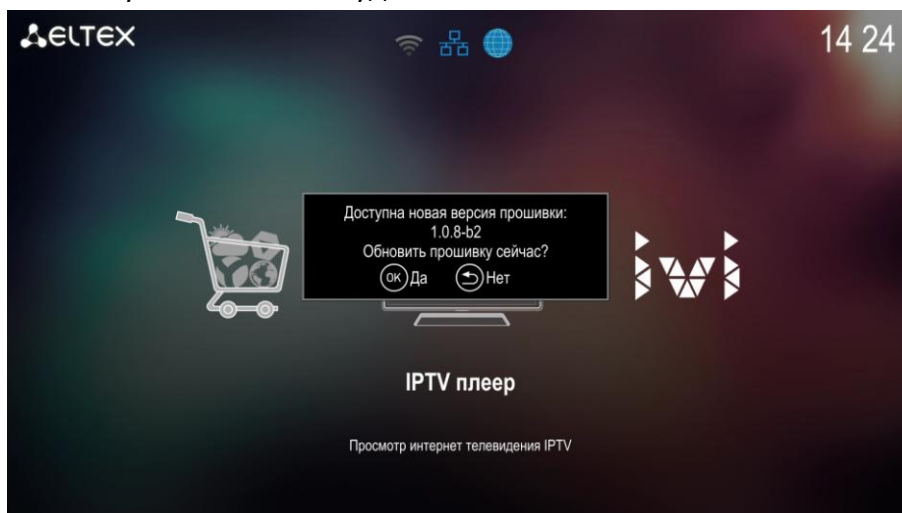 ELTEX
14 24
Доступна новая версия прошивки:
1.0.8-b2
Обновить прошивку сейчас?
OK Да Нет
ivi
IPTV плеер
Просмотр интернет телевидения IPTV